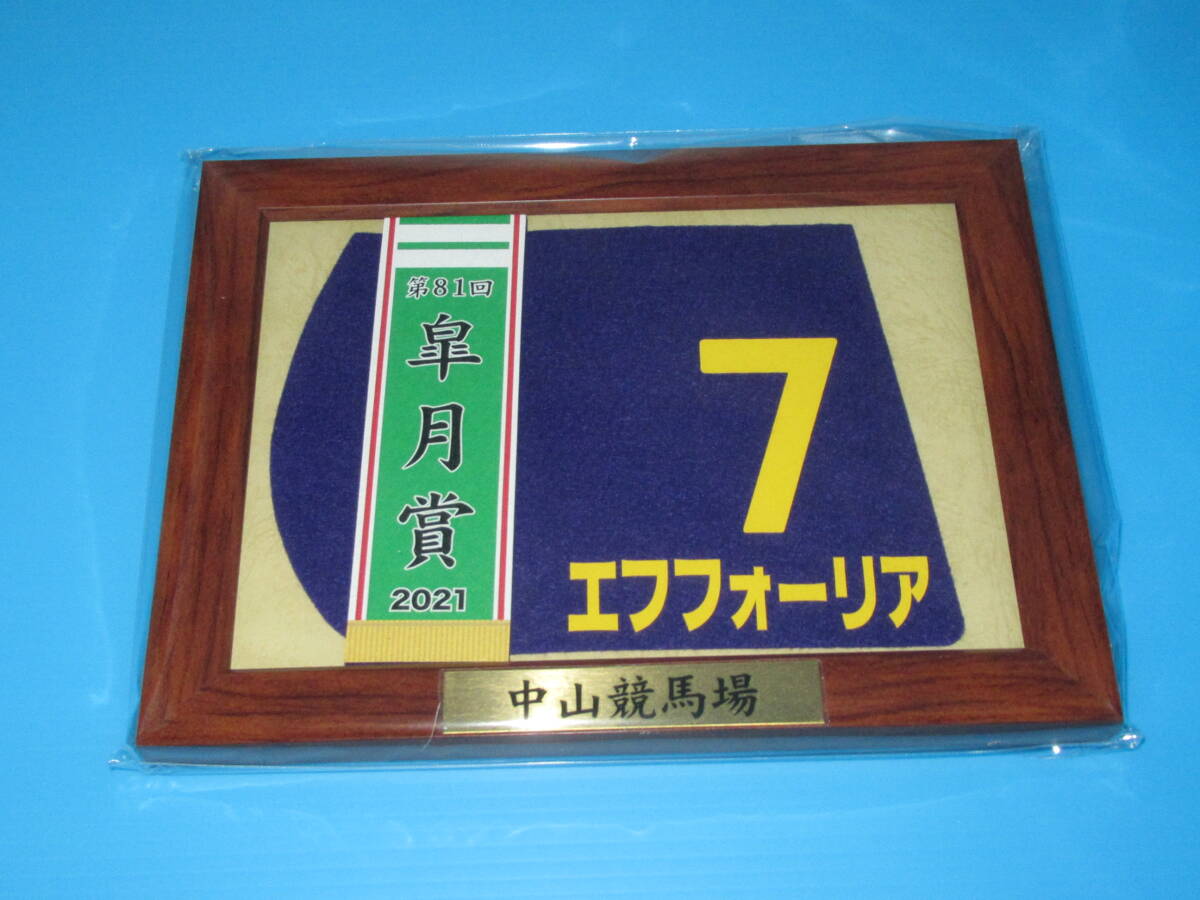 第81回
皐月賞
2021
7
エフフォーリア
中山競馬場